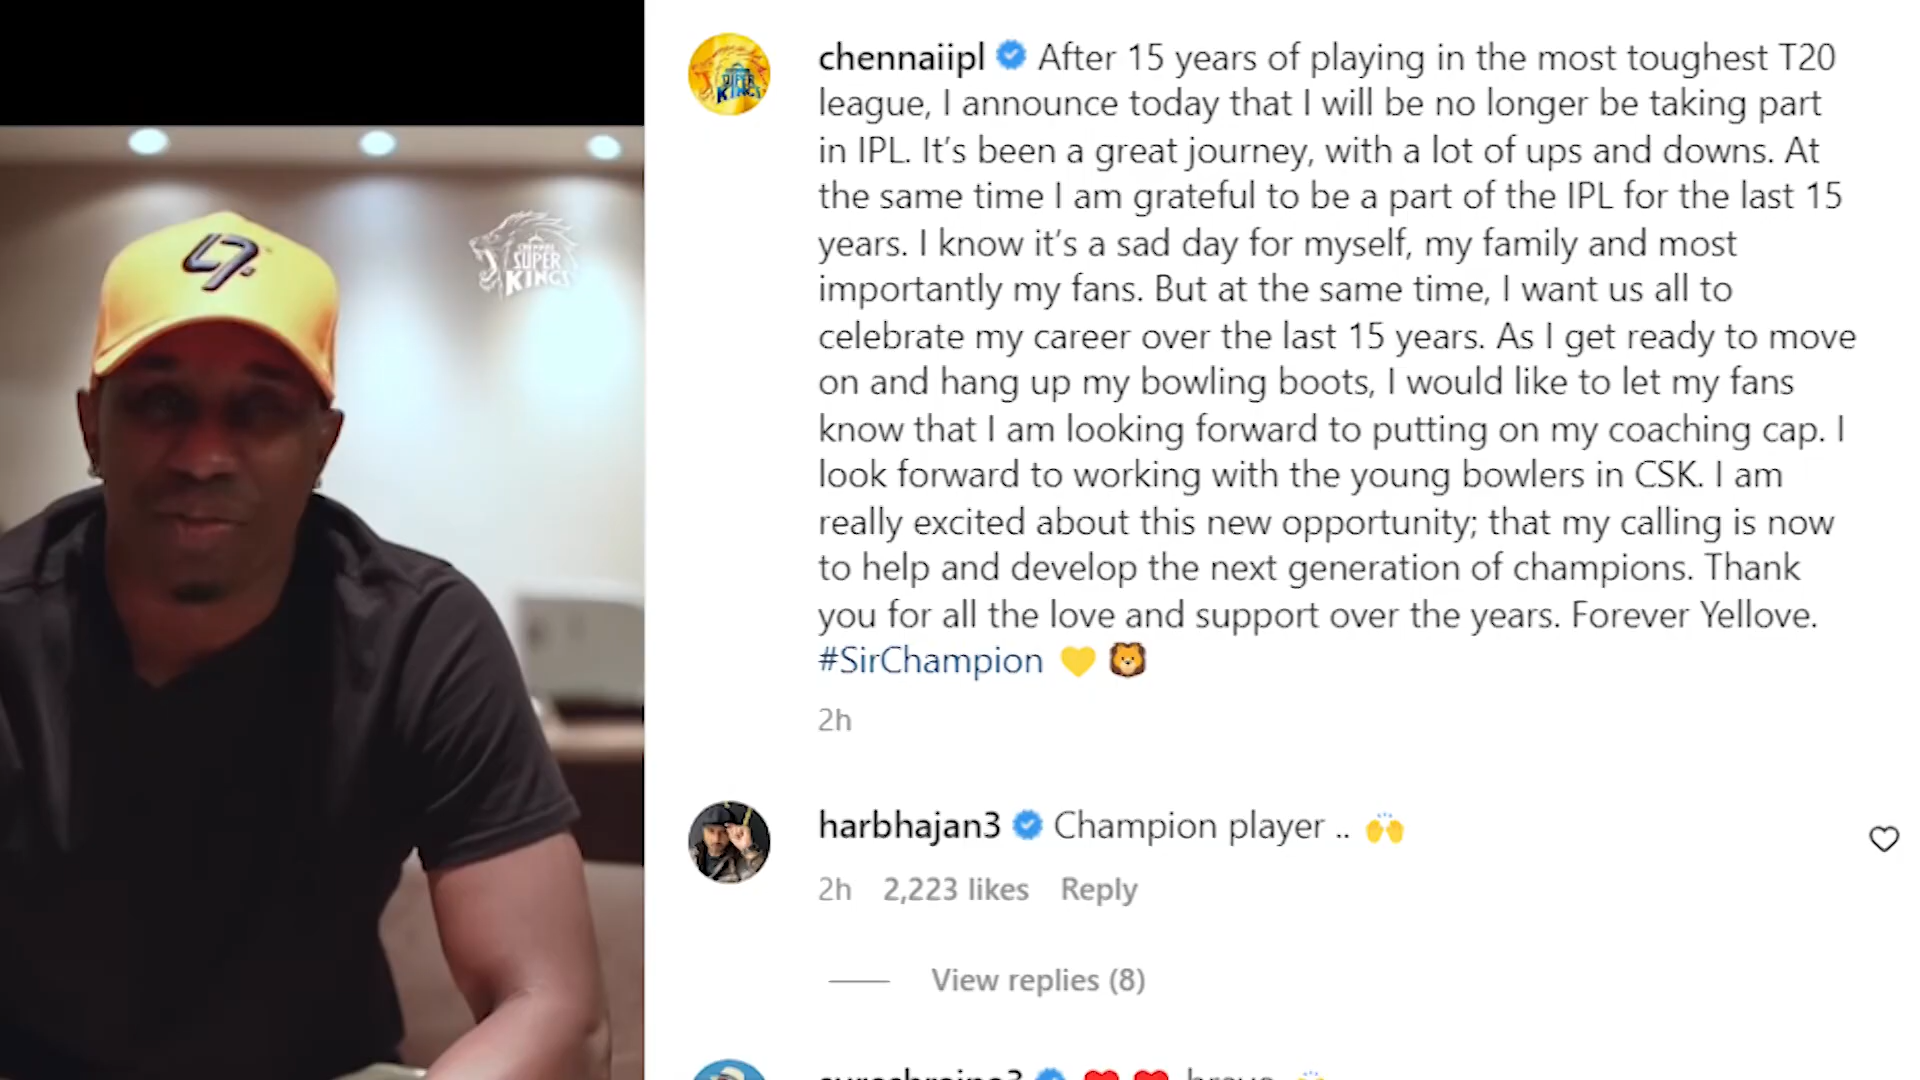 chennaiipl After 15 years of playing in the most toughest T20
league, I announce today that I will be no longer be taking part
in IPL. It's been a great journey, with a lot of ups and downs. At
the same time I am grateful to be a part of the IPL for the last 15
years. I know it's a sad day for myself, my family and most
importantly my fans. But at the same time, I want us all to
celebrate my career over the last 15 years. As I get ready to move
on and hang up my bowling boots, I would like to let my fans
know that I am looking forward to putting on my coaching cap. I
look forward to working with the young bowlers in CSK. I am
really excited about this new opportunity; that my calling is now
to help and develop the next generation of champions. Thank
you for all the love and support over the years. Forever Yellove.
#SirChampion 💛 🦁
2h
harbhajan3 Champion player .. 🙌
2h 2,223 likes Reply
View replies (8)
CHENNAI
SUPER
KINGS
47
SUPER
KINGS